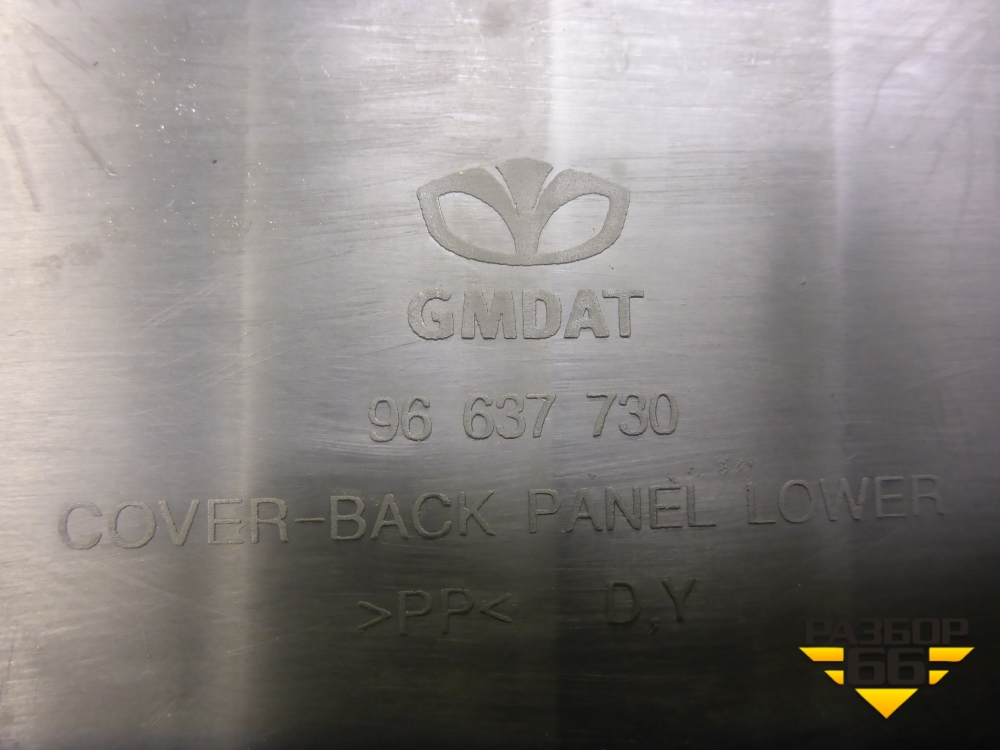 GMDAT
96 637 730
COVER-BACK PANEL LOWER
>PP< D,Y
РАЗБОР
66